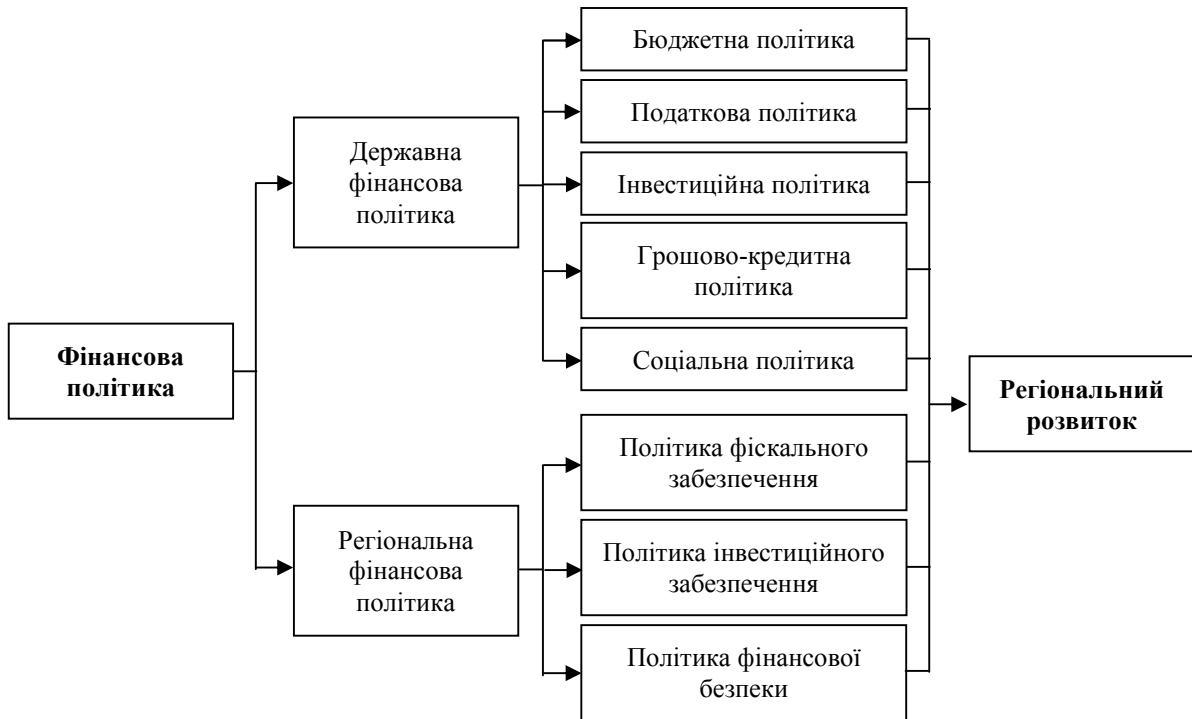 Фінансова
політика
Державна
фінансова
політика
Регіональна
фінансова
політика
Бюджетна політика
Податкова політика
Інвестиційна політика
Грошово-кредитна
політика
Соціальна політика
Політика фіскального
забезпечення
Політика інвестиційного
забезпечення
Політика фінансової
безпеки
Регіональний
розвиток